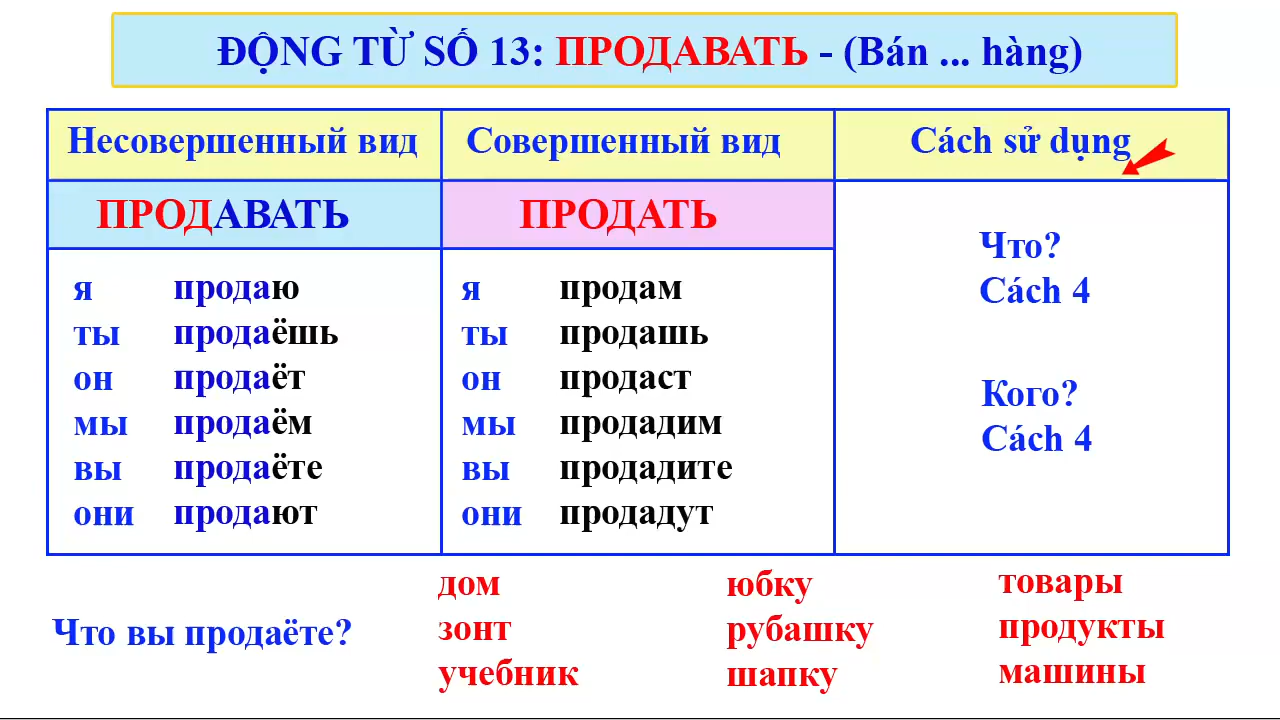 ĐỘNG TỪ SỐ 13: ПРОДАВАТЬ - (Bán ... hàng)
Несовершенный вид
Совершенный вид
Cách sử dụng
ПРОДАВАТЬ
ПРОДАТЬ
я продаю
ты продаёшь
он продаёт
мы продаём
вы продаёте
они продают
я продам
ты продашь
он продаст
мы продадим
вы продадите
они продадут
Что?
Cách 4
Кого?
Cách 4
Что вы продаёте?
дом
зонт
учебник
юбку
рубашку
шапку
товары
продукты
машины